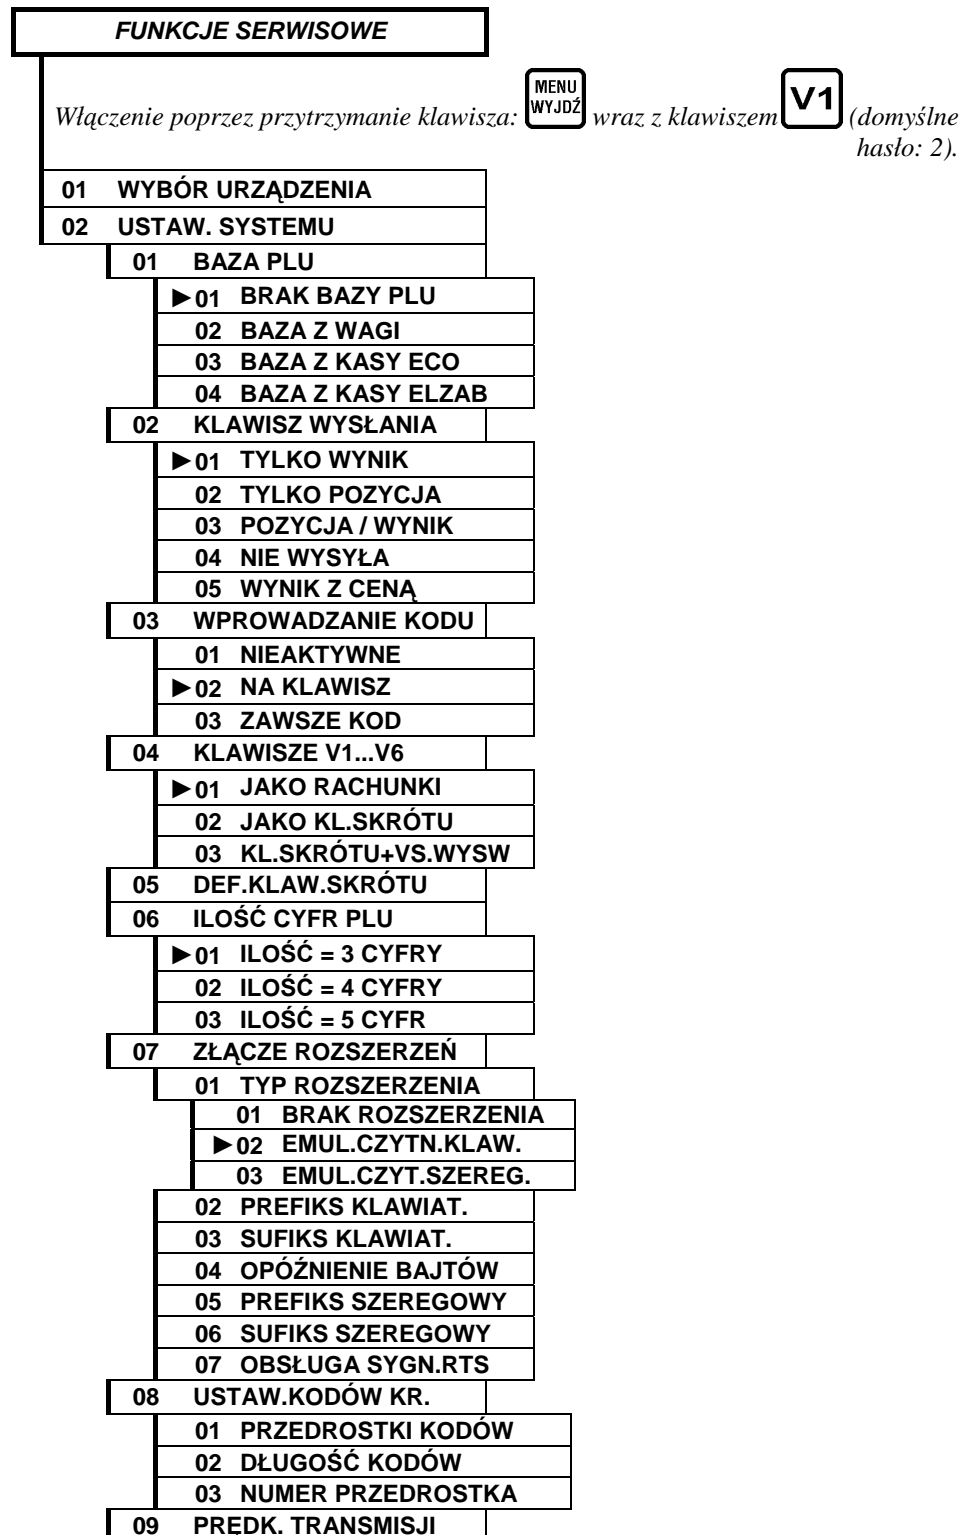 FUNKCJE SERWISOWE
Włączenie poprzez przytrzymanie klawisza: MENU WYJDŹ wraz z klawiszem V1 (domyślne
hasło: 2).
01 WYBÓR URZĄDZENIA
02 USTAW. SYSTEMU
01 BAZA PLU
►01 BRAK BAZY PLU
02 BAZA Z WAGI
03 BAZA Z KASY ECO
04 BAZA Z KASY ELZAB
02 KLAWISZ WYSŁANIA
►01 TYLKO WYNIK
02 TYLKO POZYCJA
03 POZYCJA / WYNIK
04 NIE WYSYŁA
05 WYNIK Z CENĄ
03 WPROWADZANIE KODU
01 NIEAKTYWNE
►02 NA KLAWISZ
03 ZAWSZE KOD
04 KLAWISZE V1...V6
►01 JAKO RACHUNKI
02 JAKO KL.SKRÓTU
03 KL.SKRÓTU+VS.WYSW
05 DEF.KLAW.SKRÓTU
06 ILOŚĆ CYFR PLU
►01 ILOŚĆ = 3 CYFRY
02 ILOŚĆ = 4 CYFRY
03 ILOŚĆ = 5 CYFR
07 ZŁĄCZE ROZSZERZEŃ
01 TYP ROZSZERZENIA
01 BRAK ROZSZERZENIA
►02 EMUL.CZYTN.KLAW.
03 EMUL.CZYT.SZEREG.
02 PREFIKS KLAWIAT.
03 SUFIKS KLAWIAT.
04 OPÓŹNIENIE BAJTÓW
05 PREFIKS SZEREGOWY
06 SUFIKS SZEREGOWY
07 OBSŁUGA SYGN.RTS
08 USTAW.KODÓW KR.
01 PRZEDROSTKI KODÓW
02 DŁUGOŚĆ KODÓW
03 NUMER PRZEDROSTKA
09 PRĘDK. TRANSMISJI